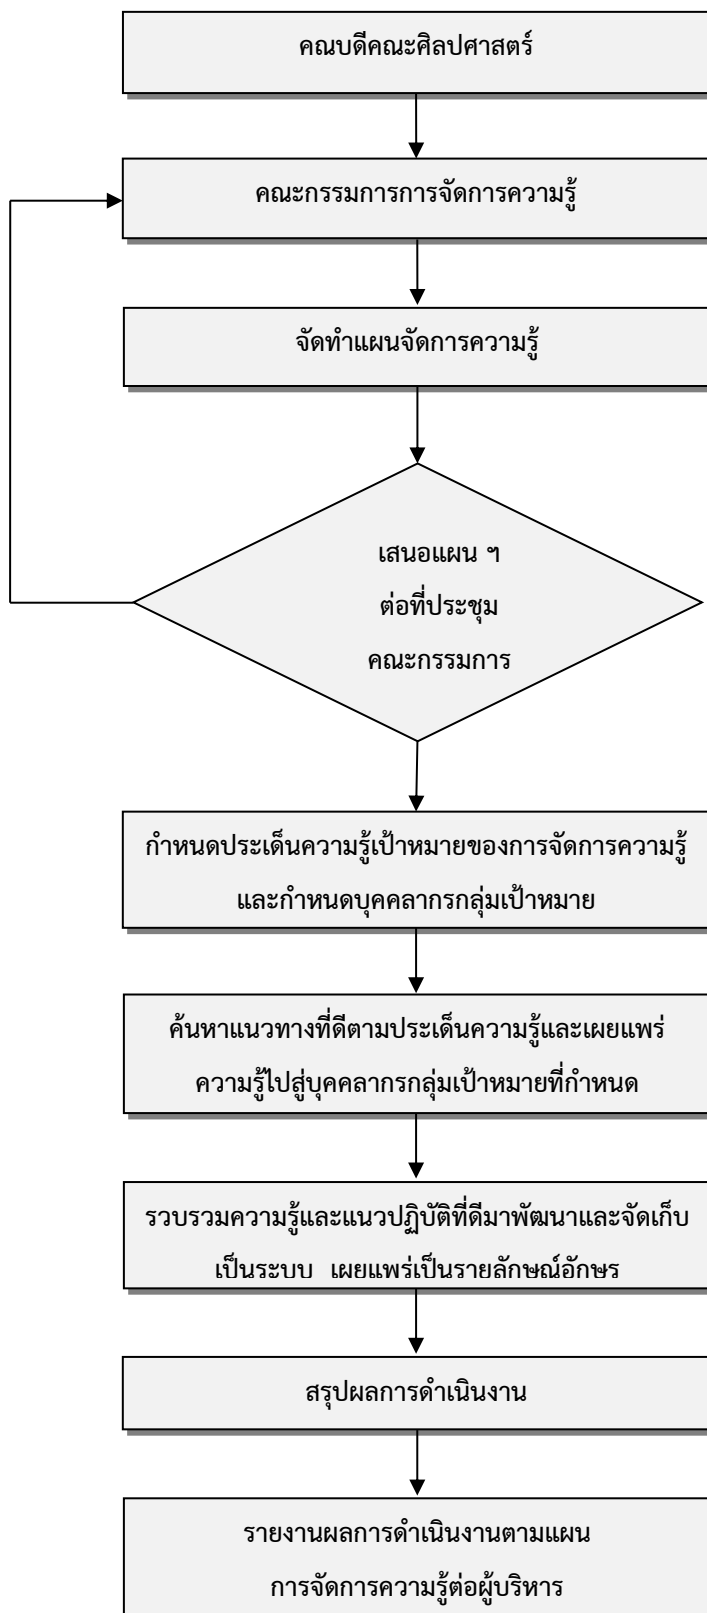 คณบดีคณะศิลปศาสตร์
คณะกรรมการการจัดการความรู้
จัดทำแผนจัดการความรู้
เสนอแผน ฯ
ต่อที่ประชุม
คณะกรรมการ
กำหนดประเด็นความรู้เป้าหมายของการจัดการความรู้
และกำหนดบุคคลากรกลุ่มเป้าหมาย
ค้นหาแนวทางที่ดีตามประเด็นความรู้และเผยแพร่
ความรู้ไปสู่บุคคลากรกลุ่มเป้าหมายที่กำหนด
รวบรวมความรู้และแนวปฏิบัติที่ดีมาพัฒนาและจัดเก็บ
เป็นระบบ เผยแพร่เป็นรายลักษณ์อักษร
สรุปผลการดำเนินงาน
รายงานผลการดำเนินงานตามแผน
การจัดการความรู้ต่อผู้บริหาร